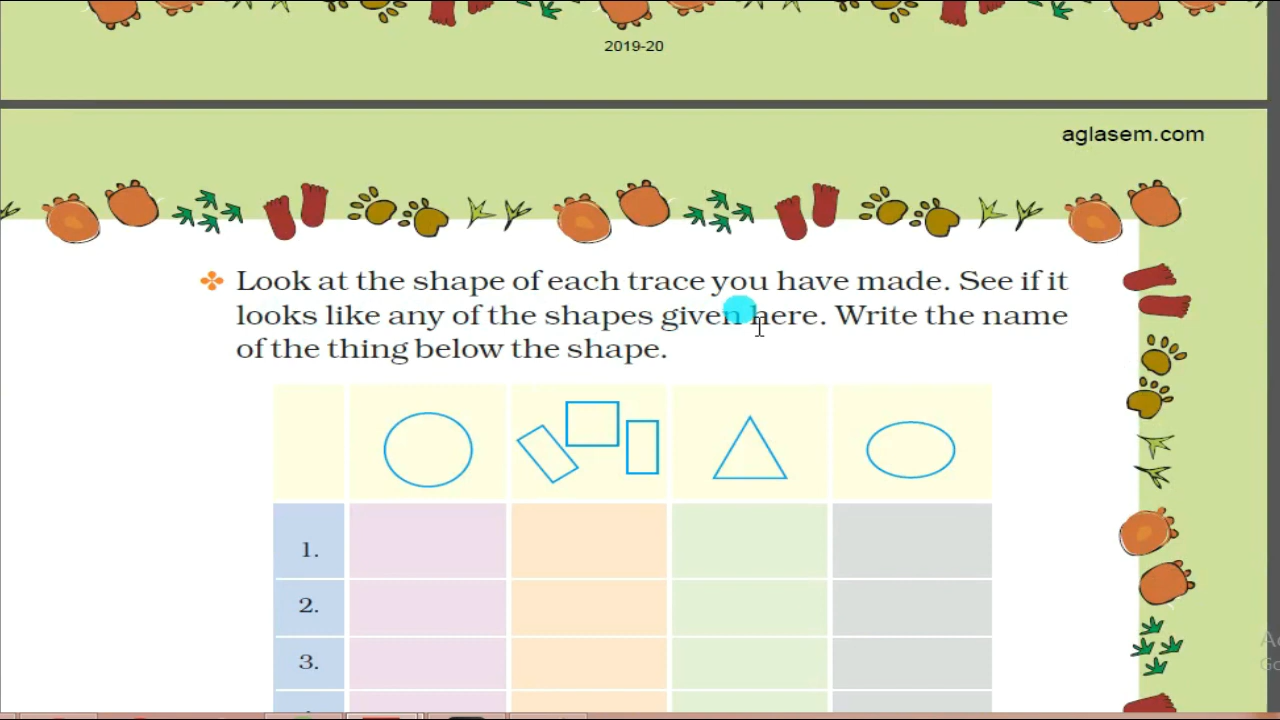 2019-20
aglasem.com
Look at the shape of each trace you have made. See if it
looks like any of the shapes given here. Write the name
of the thing below the shape.
1.
2.
3.